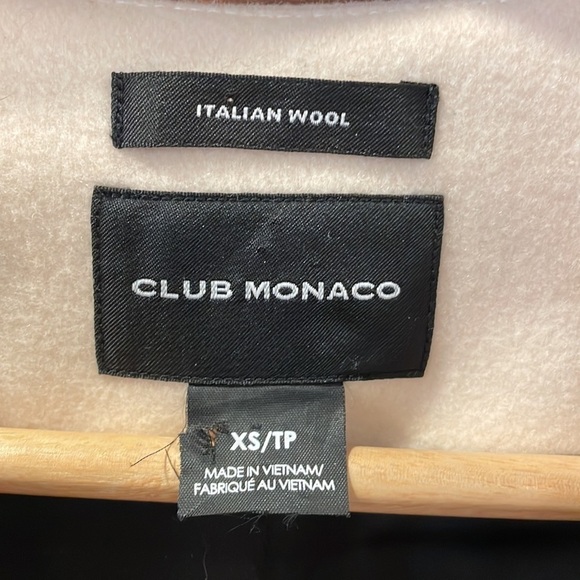 ITALIAN WOOL
CLUB MONACO
XS/TP
MADE IN VIETNAM/
FABRIQUÉ AU VIETNAM